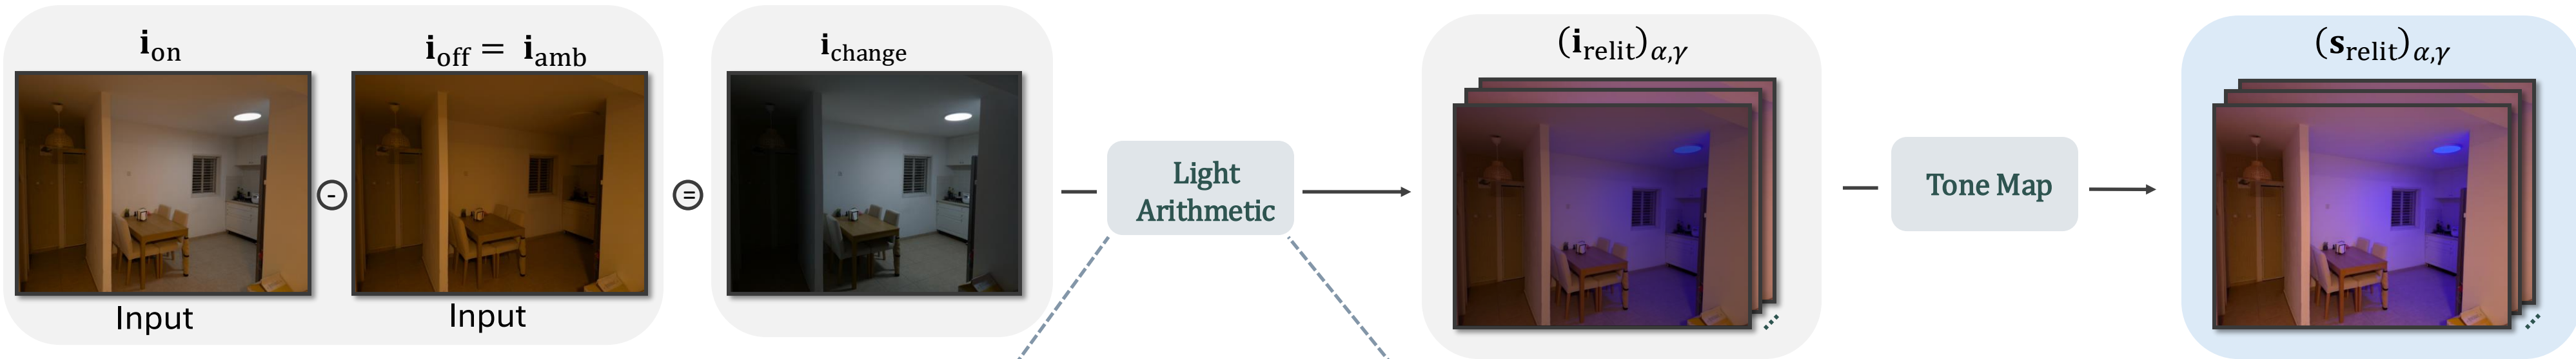 i_on
i_off = i_amb
i_change
(i_relit)_α,γ
(s_relit)_α,γ
-
=
Light
Arithmetic
Tone Map
Input
Input